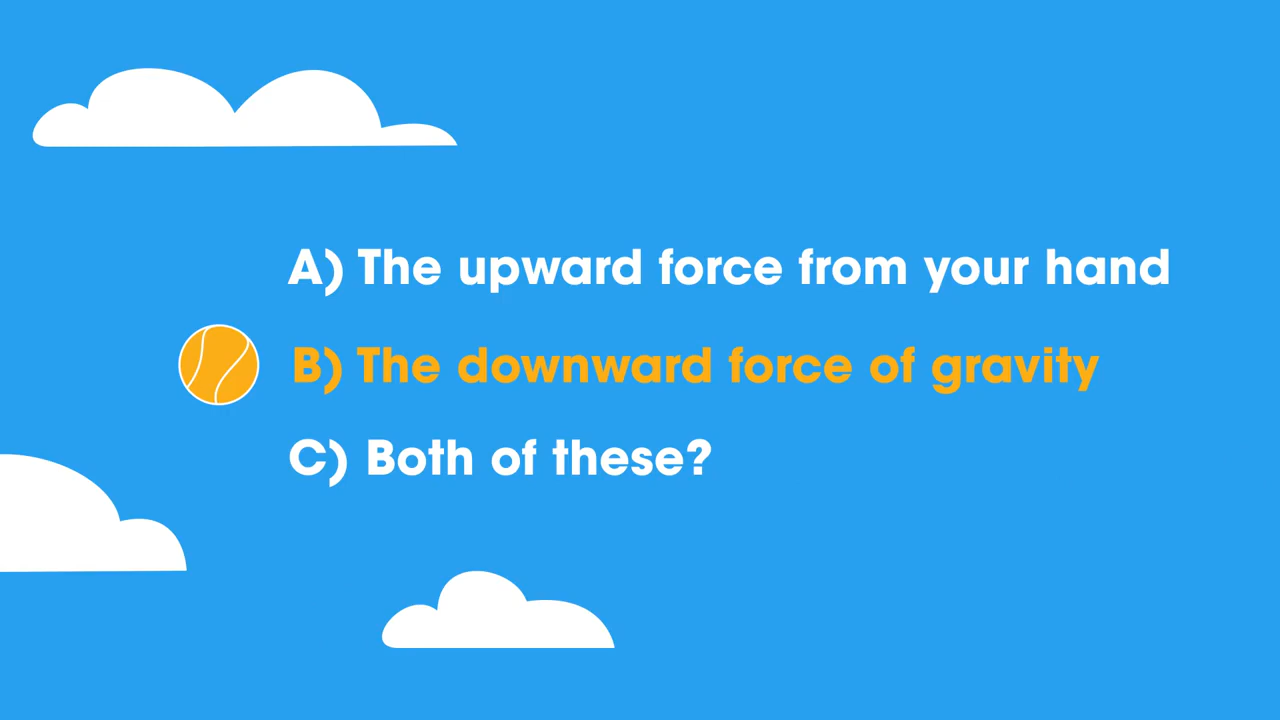 A) The upward force from your hand
B) The downward force of gravity
C) Both of these?